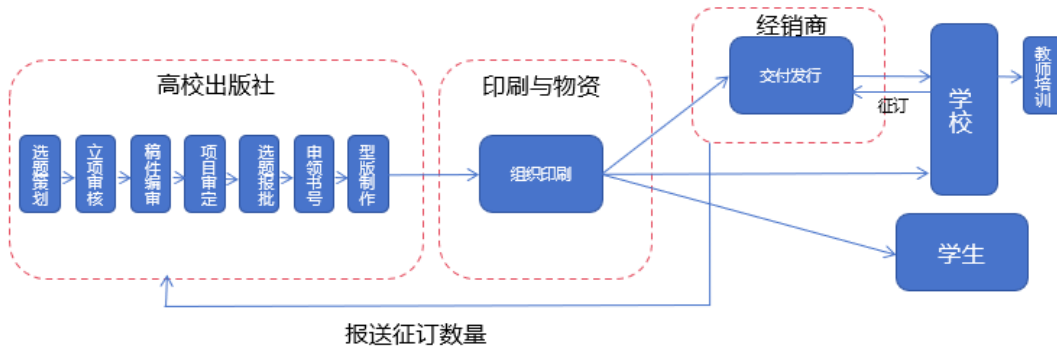 高校出版社
选题策划
立项审核
稿件编审
项目审定
选题报批
申领书号
型版制作
印刷与物资
组织印刷
经销商
交付发行
征订
学校
教师培训
学生
报送征订数量